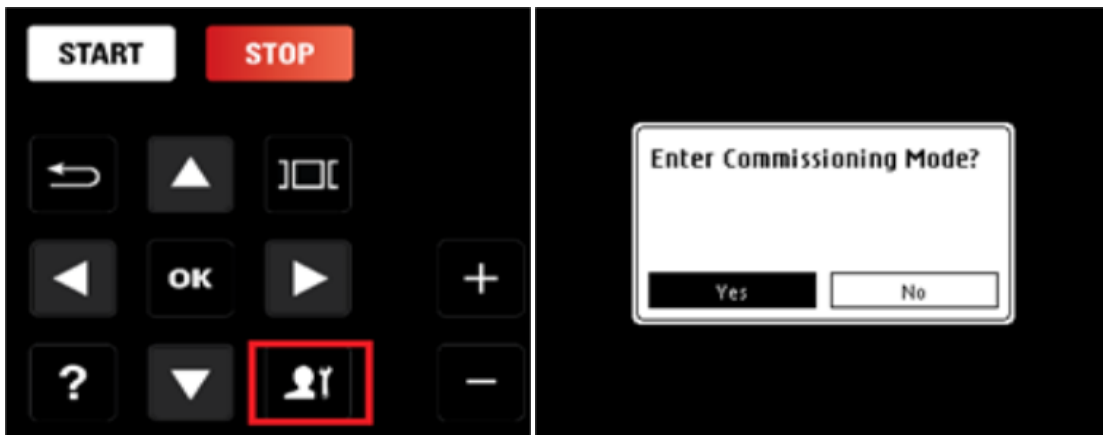 START
STOP
OK
+
?
−
Enter Commissioning Mode?
Yes
No